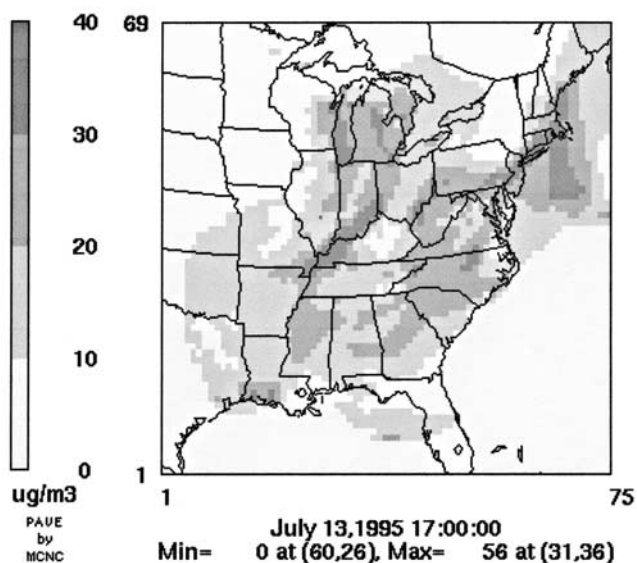 40
30
20
10
0
ug/m3
PAVE
by
MCNC
69
1
1
75
July 13,1995 17:00:00
Min= 0 at (60,26), Max= 56 at (31,36)